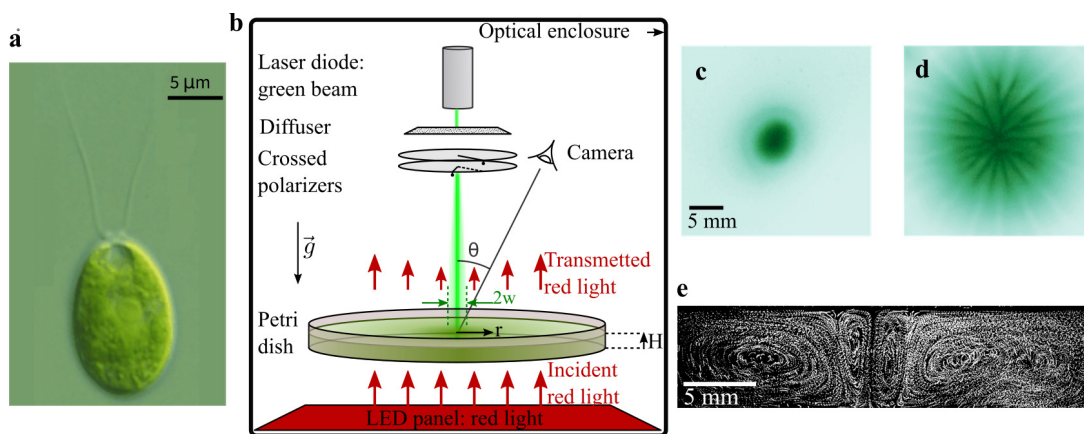 a
5 µm
b
Optical enclosure
Laser diode:
green beam
Diffuser
Crossed
polarizers
Camera
g
θ
Transmetted
red light
2w
Petri
dish
r
H
Incident
red light
LED panel: red light
c
5 mm
d
e
5 mm